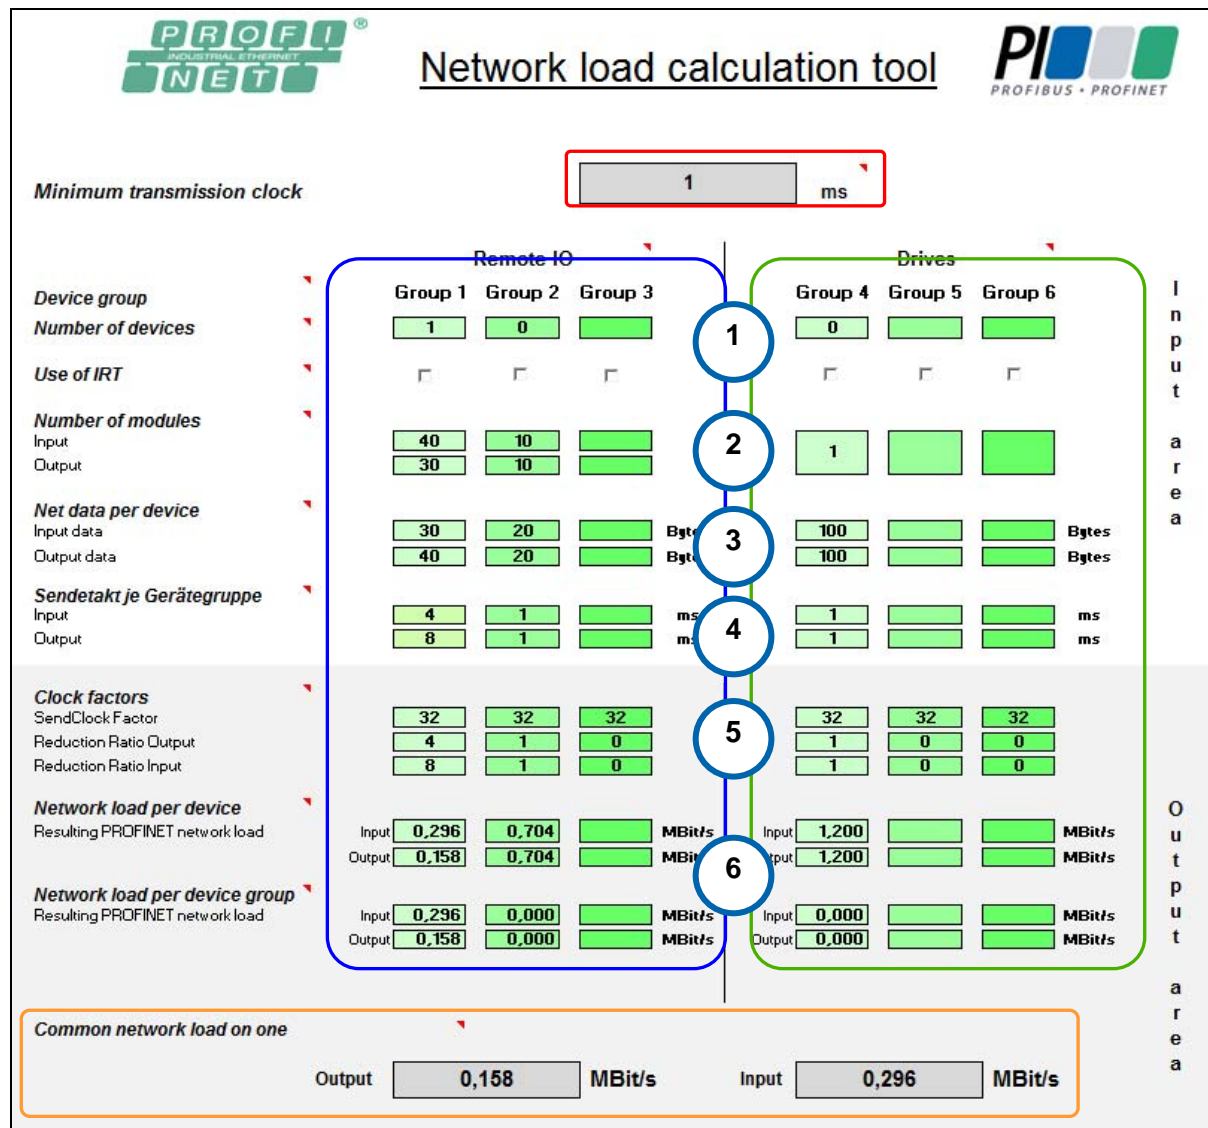 PROFI®
INDUSTRIAL ETHERNET
NET
Network load calculation tool
PI
PROFIBUS • PROFINET
Minimum transmission clock 1 ms
Remote IO Drives
Device group Group 1 Group 2 Group 3 Group 4 Group 5 Group 6
Number of devices 1 0 0
1
Use of IRT
Number of modules
Input 40 10
Output 30 10
1
2
Net data per device
Input data 30 20 100 Bytes
Output data 40 20 100 Bytes
3
Sendetakt je Gerätegruppe
Input 4 1 ms 1 ms
Output 8 1 1 ms
4
Clock factors
SendClock Factor 32 32 32 32 32 32
Reduction Ratio Output 4 1 0 1 0 0
Reduction Ratio Input 8 1 0 1 0 0
5
Network load per device
Resulting PROFINET network load Input 0,296 0,704 MBit/s Input 1,200 MBit/s
Output 0,158 0,704 1,200 MBit/s
6
Network load per device group
Resulting PROFINET network load Input 0,296 0,000 MBit/s Input 0,000 MBit/s
Output 0,158 0,000 MBit/s Output 0,000 MBit/s
Common network load on one
Output 0,158 MBit/s Input 0,296 MBit/s
Input area
Output area